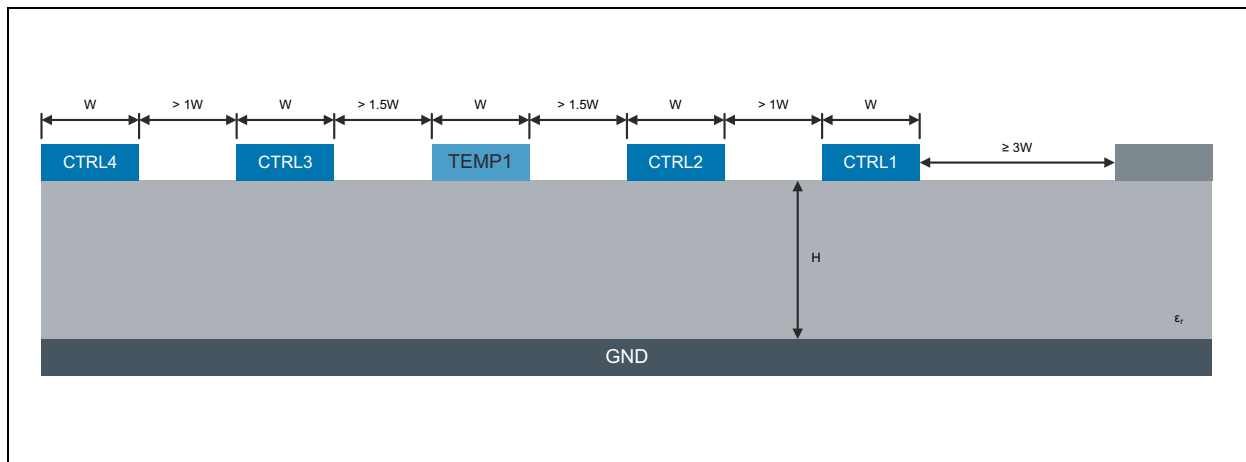 W > 1W W > 1.5W W > 1.5W W > 1W W
≥ 3W
CTRL4 CTRL3 TEMP1 CTRL2 CTRL1
H
εr
GND